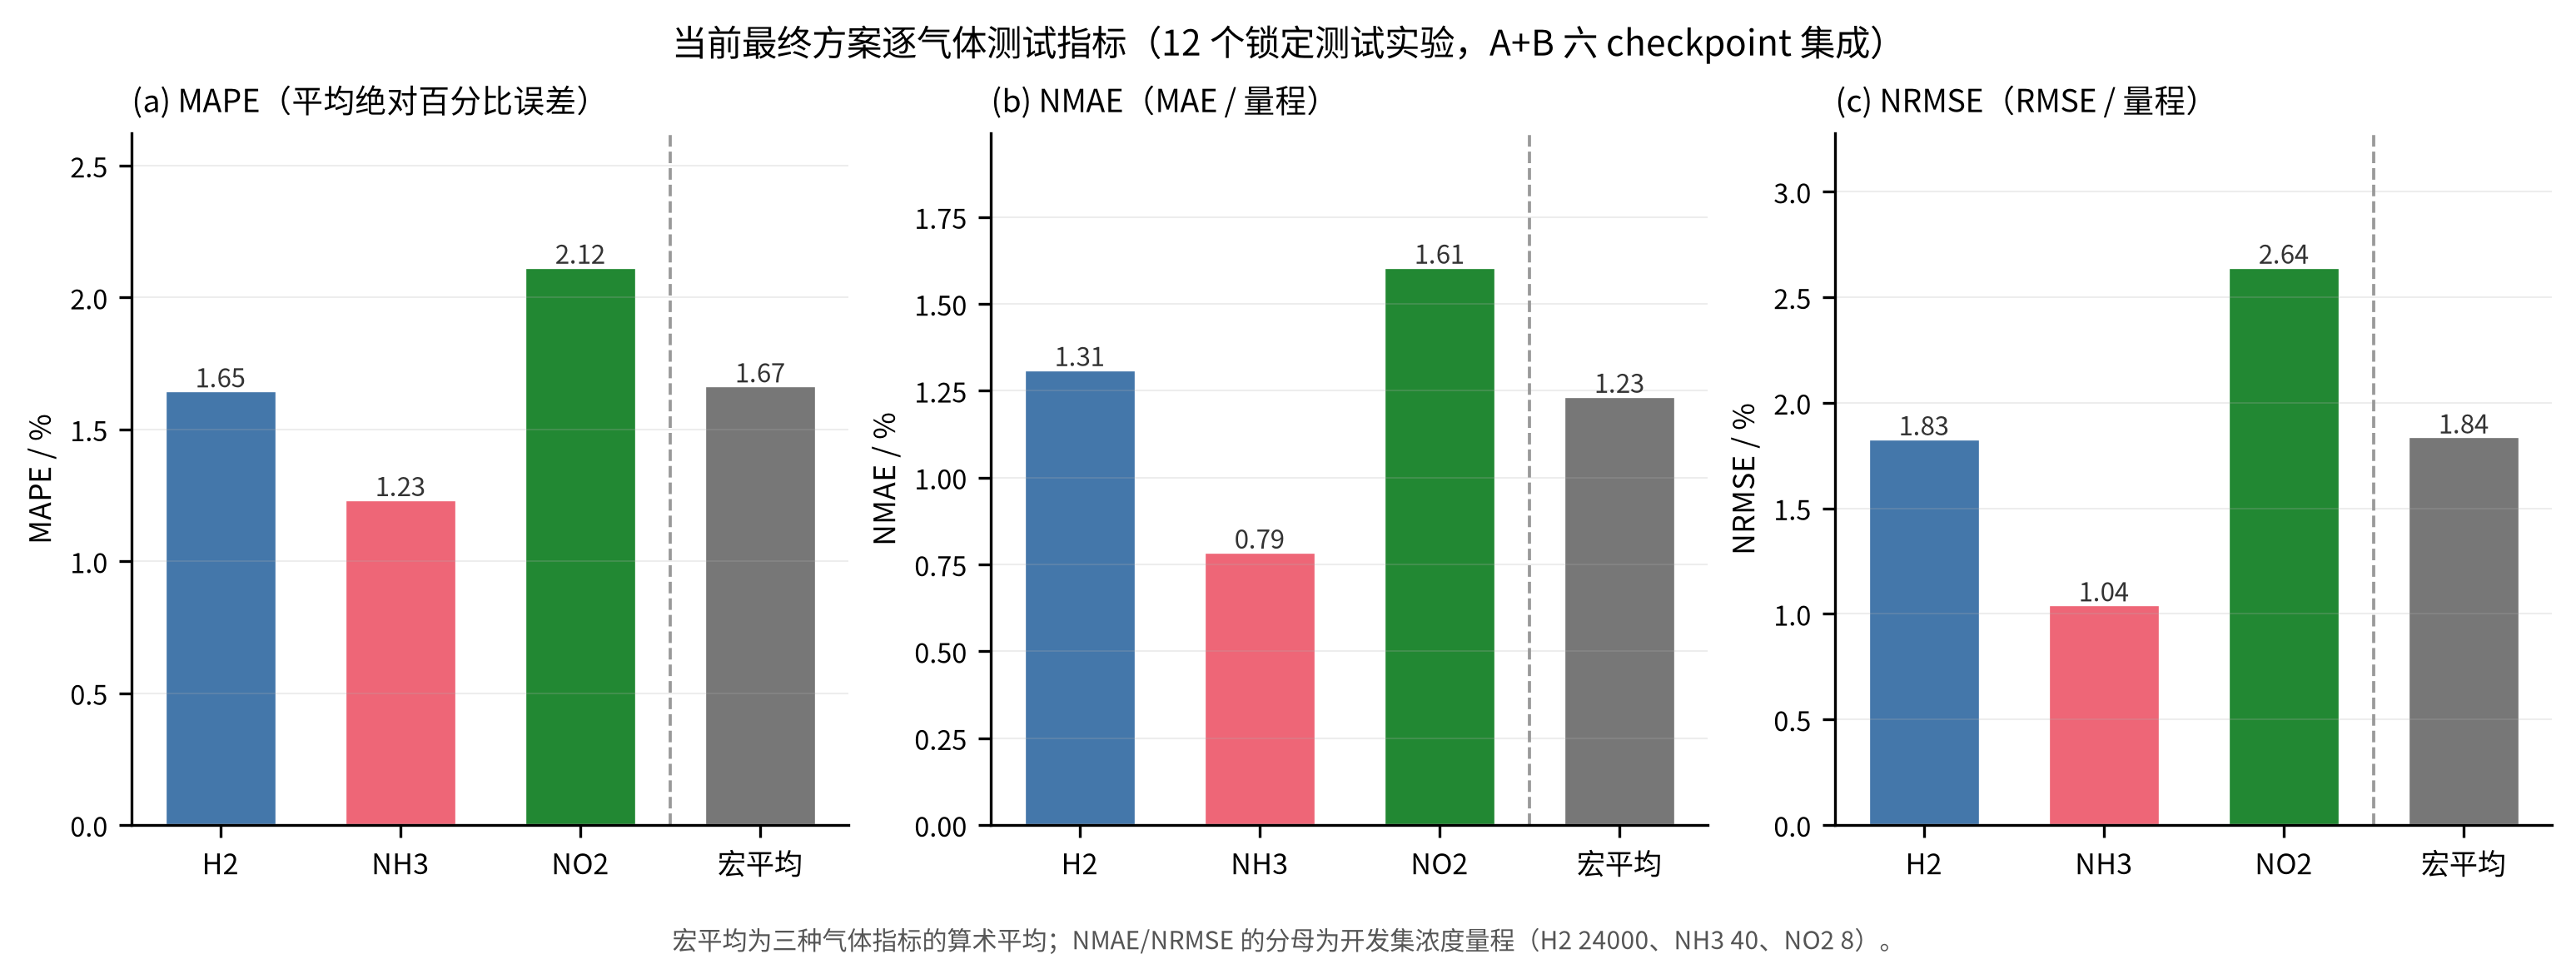 当前最终方案逐气体测试指标（12 个锁定测试实验，A+B 六 checkpoint 集成）
(a) MAPE（平均绝对百分比误差）
MAPE / %
2.5
2.0
1.5
1.0
0.5
0.0
1.65
1.23
2.12
1.67
H2
NH3
NO2
宏平均
(b) NMAE（MAE / 量程）
NMAE / %
1.75
1.50
1.25
1.00
0.75
0.50
0.25
0.00
1.31
0.79
1.61
1.23
H2
NH3
NO2
宏平均
(c) NRMSE（RMSE / 量程）
NRMSE / %
3.0
2.5
2.0
1.5
1.0
0.5
0.0
1.83
1.04
2.64
1.84
H2
NH3
NO2
宏平均
宏平均为三种气体指标的算术平均；NMAE/NRMSE 的分母为开发集浓度量程（H2 24000、NH3 40、NO2 8）。